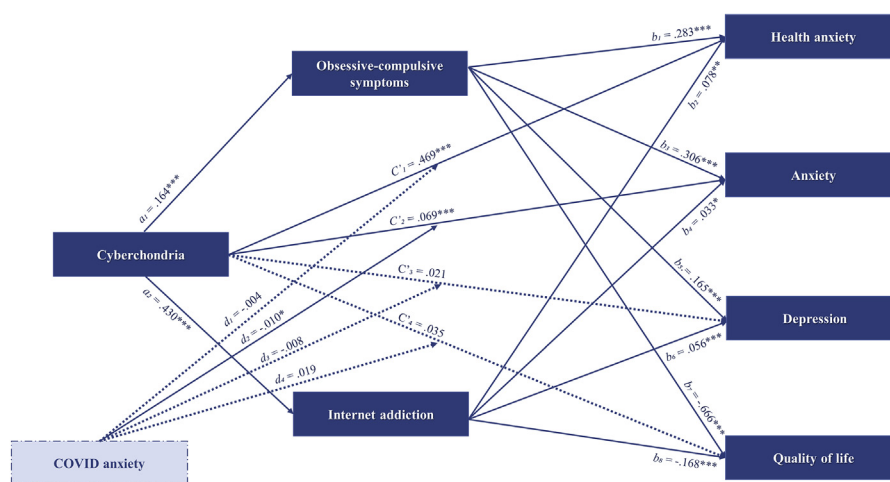 Obsessive-compulsive
symptoms
Health anxiety
Anxiety
Cyberchondria
Depression
Internet addiction
Quality of life
COVID anxiety
a₁ = .164***
a₂ = .430***
b₁ = .283***
b₂ = .078**
b₃ = .306***
b₄ = .033*
b₅ = .165***
b₆ = .056***
b₇ = -.666***
b₈ = -.168***
C'₁ = .469***
C'₂ = .069***
C'₃ = .021
C'₄ = .035
d₁ = -.004
d₂ = -.010*
d₃ = -.008
d₄ = .019